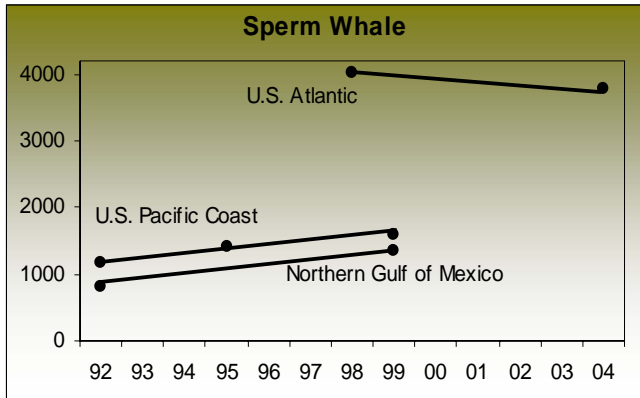 Sperm Whale
4000
U.S. Atlantic
3000
2000
U.S. Pacific Coast
1000
Northern Gulf of Mexico
0
92 93 94 95 96 97 98 99 00 01 02 03 04